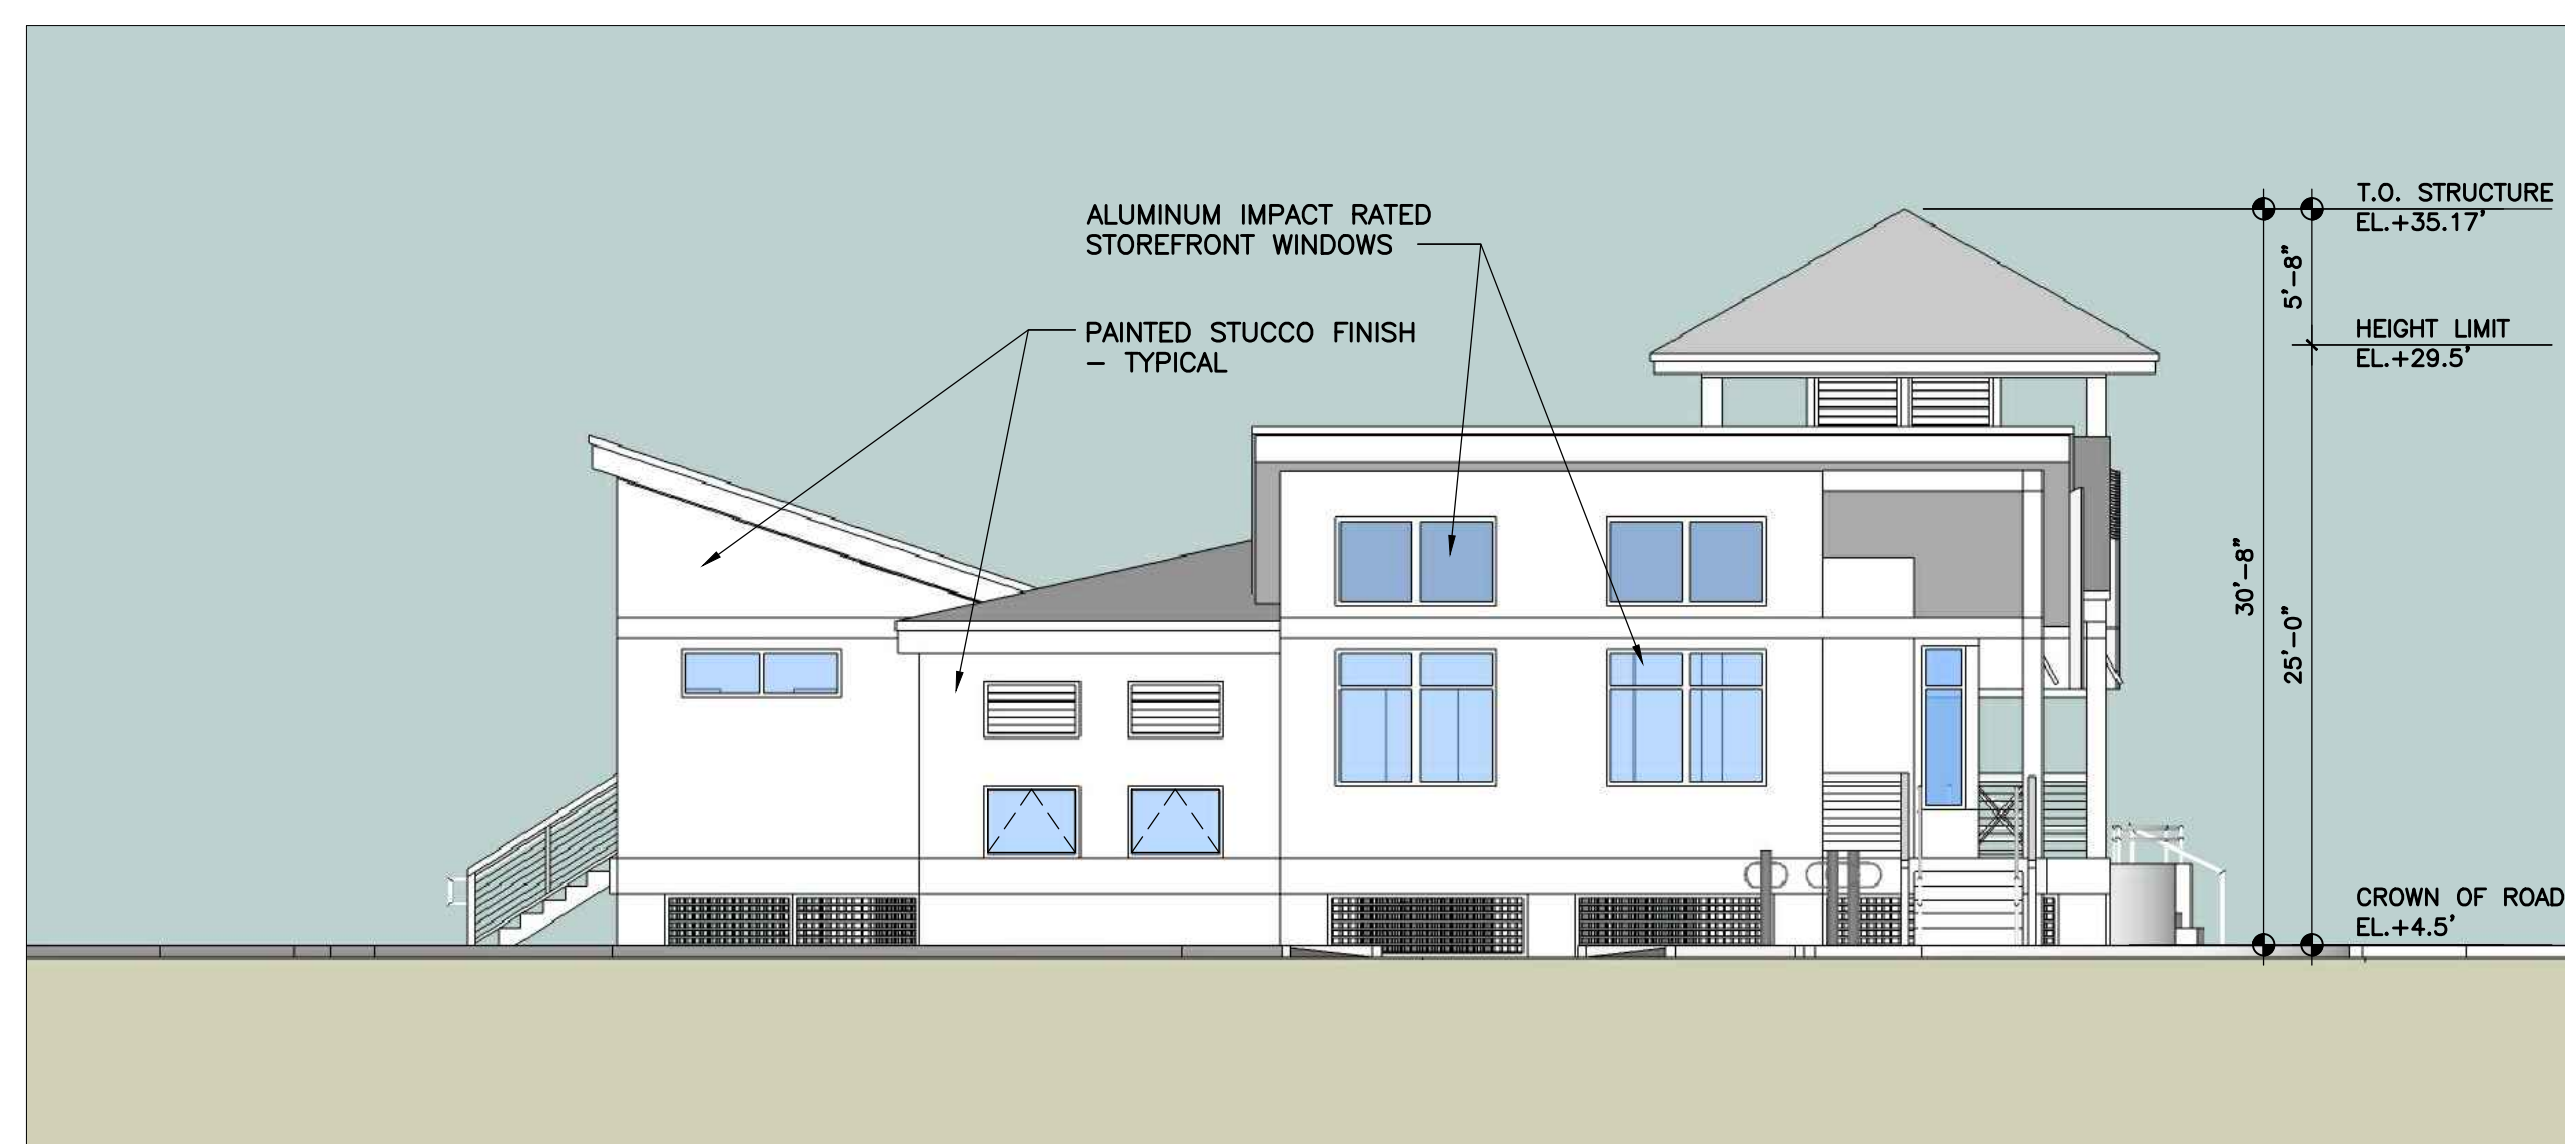 ALUMINUM IMPACT RATED
STOREFRONT WINDOWS
PAINTED STUCCO FINISH
– TYPICAL
T.O. STRUCTURE
EL.+35.17'
5'–8"
HEIGHT LIMIT
EL.+29.5'
30'–8"
25'–0"
CROWN OF ROAD
EL.+4.5'